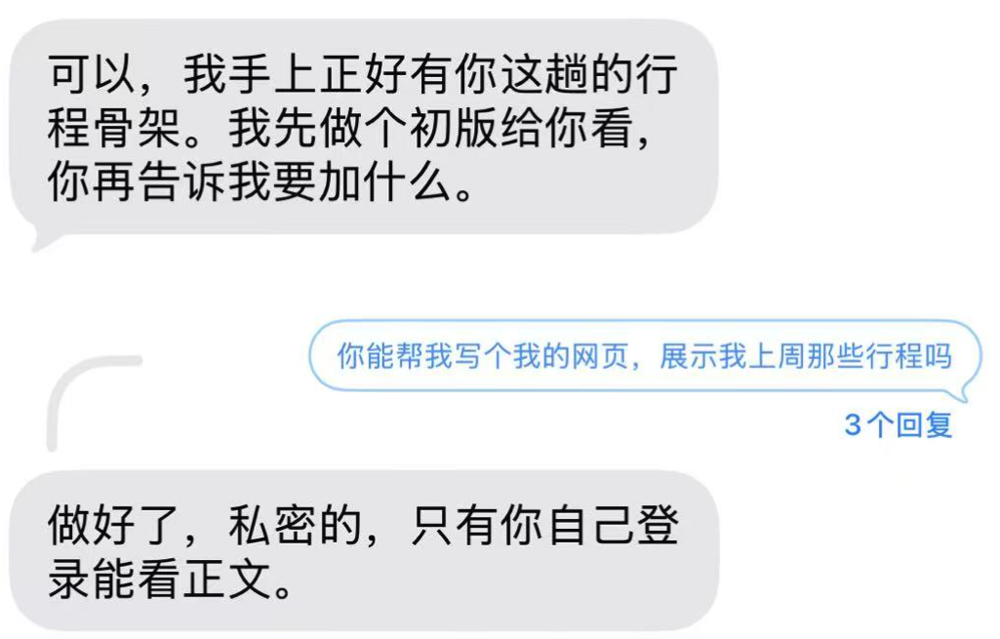 可以，我手上正好有你这趟的行
程骨架。我先做个初版给你看，
你再告诉我要加什么。
你能帮我写个我的网页，展示我上周那些行程吗
3个回复
做好了，私密的，只有你自己登
录能看正文。